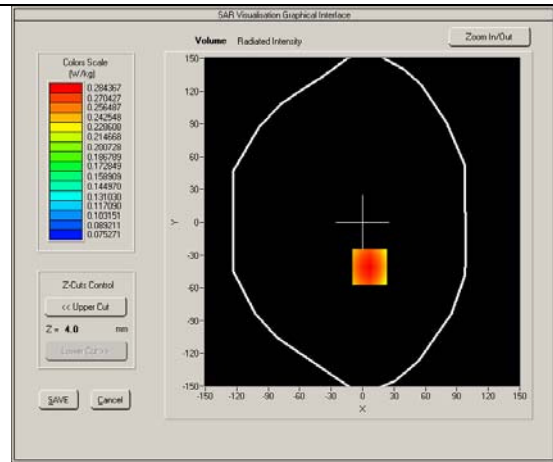 SAR Visualisation Graphical Interface
Volume Radiated Intensity
Zoom In/Out
Colors Scale
(W/kg)
0.284367
0.270427
0.256487
0.242548
0.228608
0.214668
0.200728
0.186789
0.172849
0.158909
0.144970
0.131030
0.117090
0.103151
0.089211
0.075271
Z-Cuts Control
<< Upper Cut
Z = 4.0 mm
Lower Cut >>
SAVE Cancel
150
120
90
60
30
0
-30
-60
-90
-120
-150
Y
-150 -120 -90 -60 -30 0 30 60 90 120 150
X